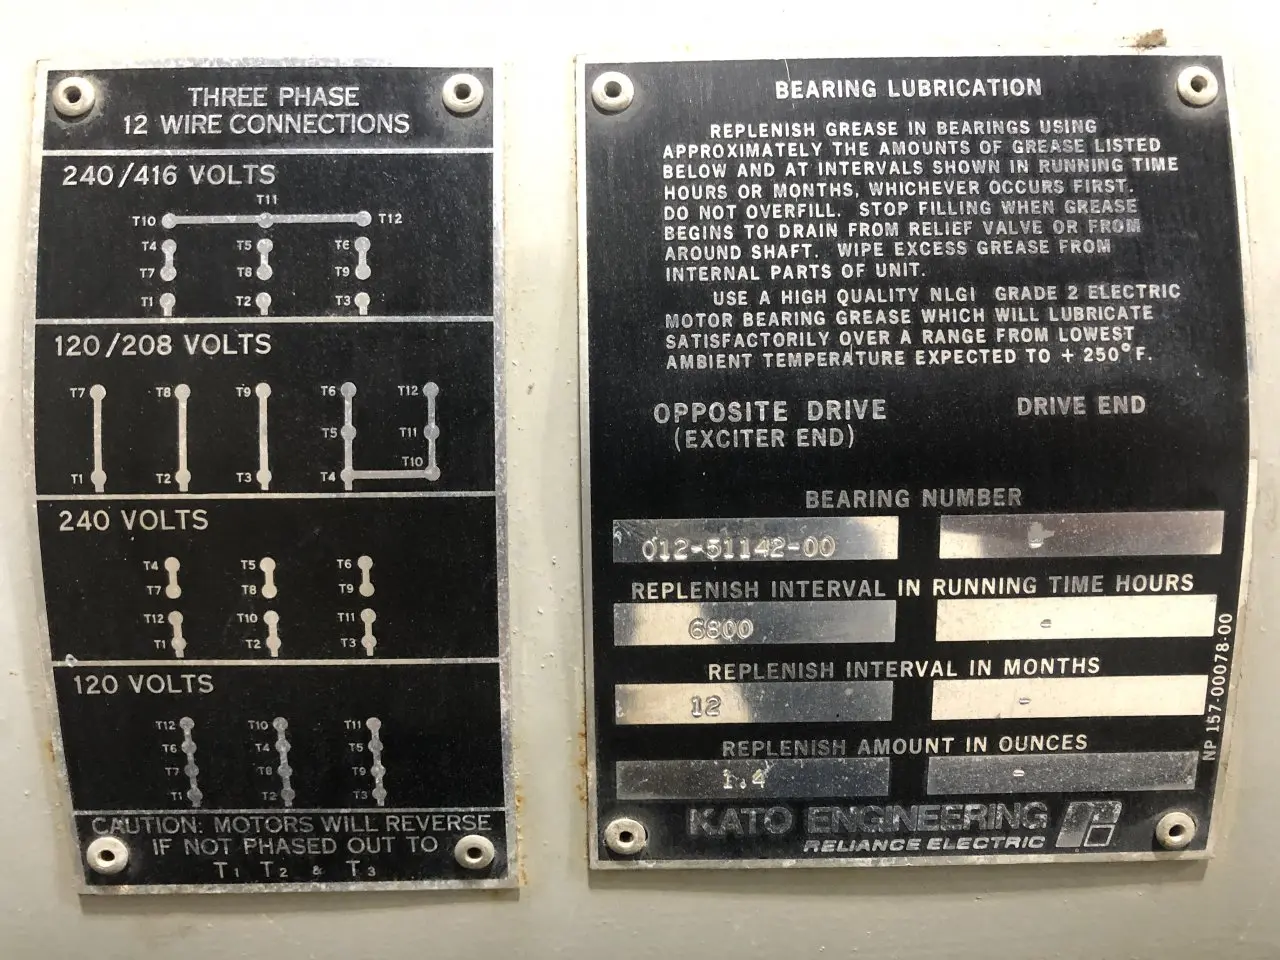 THREE PHASE
12 WIRE CONNECTIONS
240/416 VOLTS
T11
T10 T12
T4 T5 T6
T7 T8 T9
T1 T2 T3
120/208 VOLTS
T7 T8 T9 T6 T12
T5 T11
T10
T1 T2 T3 T4
240 VOLTS
T4 T5 T6
T7 T8 T9
T12 T10 T11
T1 T2 T3
120 VOLTS
T12 T10 T11
T6 T4 T5
T7 T8 T9
T1 T2 T3
CAUTION: MOTORS WILL REVERSE
IF NOT PHASED OUT TO
T1 T2 & T3
BEARING LUBRICATION
REPLENISH GREASE IN BEARINGS USING
APPROXIMATELY THE AMOUNTS OF GREASE LISTED
BELOW AND AT INTERVALS SHOWN IN RUNNING TIME
HOURS OR MONTHS, WHICHEVER OCCURS FIRST.
DO NOT OVERFILL. STOP FILLING WHEN GREASE
BEGINS TO DRAIN FROM RELIEF VALVE OR FROM
AROUND SHAFT. WIPE EXCESS GREASE FROM
INTERNAL PARTS OF UNIT.
USE A HIGH QUALITY NLGI GRADE 2 ELECTRIC
MOTOR BEARING GREASE WHICH WILL LUBRICATE
SATISFACTORILY OVER A RANGE FROM LOWEST
AMBIENT TEMPERATURE EXPECTED TO + 250°F.
OPPOSITE DRIVE DRIVE END
(EXCITER END)
BEARING NUMBER
012-51142-00 -
REPLENISH INTERVAL IN RUNNING TIME HOURS
6800 -
REPLENISH INTERVAL IN MONTHS
12 -
REPLENISH AMOUNT IN OUNCES
1.4 -
KATO ENGINEERING
RELIANCE ELECTRIC
NP 157-00078-00